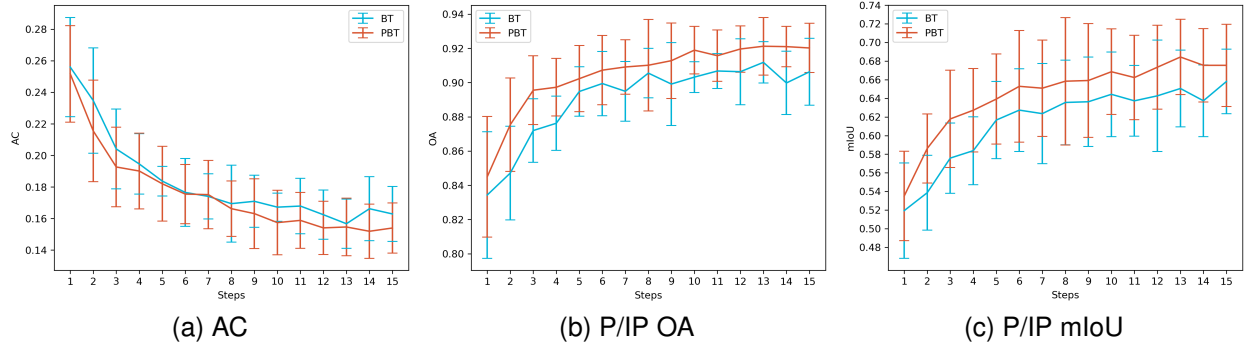 BT
PBT
0.28
0.26
0.24
0.22
0.20
0.18
0.16
0.14
AC
1 2 3 4 5 6 7 8 9 10 11 12 13 14 15
Steps
(a) AC
BT
PBT
0.94
0.92
0.90
0.88
0.86
0.84
0.82
0.80
OA
1 2 3 4 5 6 7 8 9 10 11 12 13 14 15
Steps
(b) P/IP OA
BT
PBT
0.74
0.72
0.70
0.68
0.66
0.64
0.62
0.60
0.58
0.56
0.54
0.52
0.50
0.48
mIoU
1 2 3 4 5 6 7 8 9 10 11 12 13 14 15
Steps
(c) P/IP mIoU